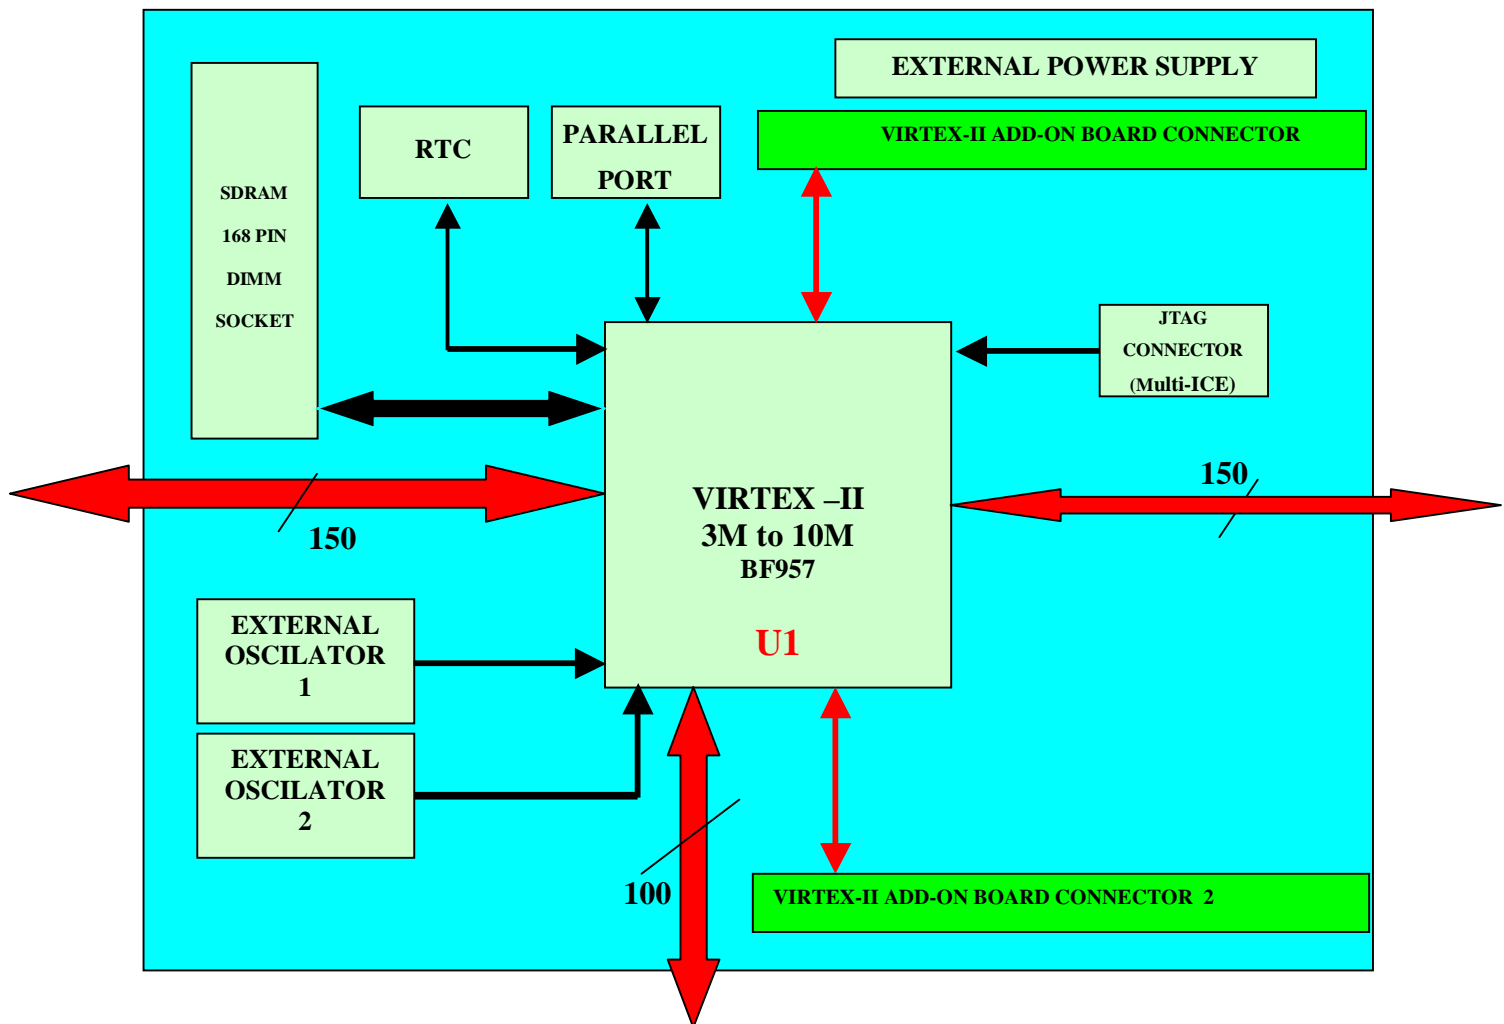 EXTERNAL POWER SUPPLY
VIRTEX-II ADD-ON BOARD CONNECTOR
RTC
PARALLEL
PORT
SDRAM
168 PIN
DIMM
SOCKET
JTAG
CONNECTOR
(Multi-ICE)
150
150
VIRTEX –II
3M to 10M
BF957
U1
EXTERNAL
OSCILATOR
1
EXTERNAL
OSCILATOR
2
100
VIRTEX-II ADD-ON BOARD CONNECTOR 2